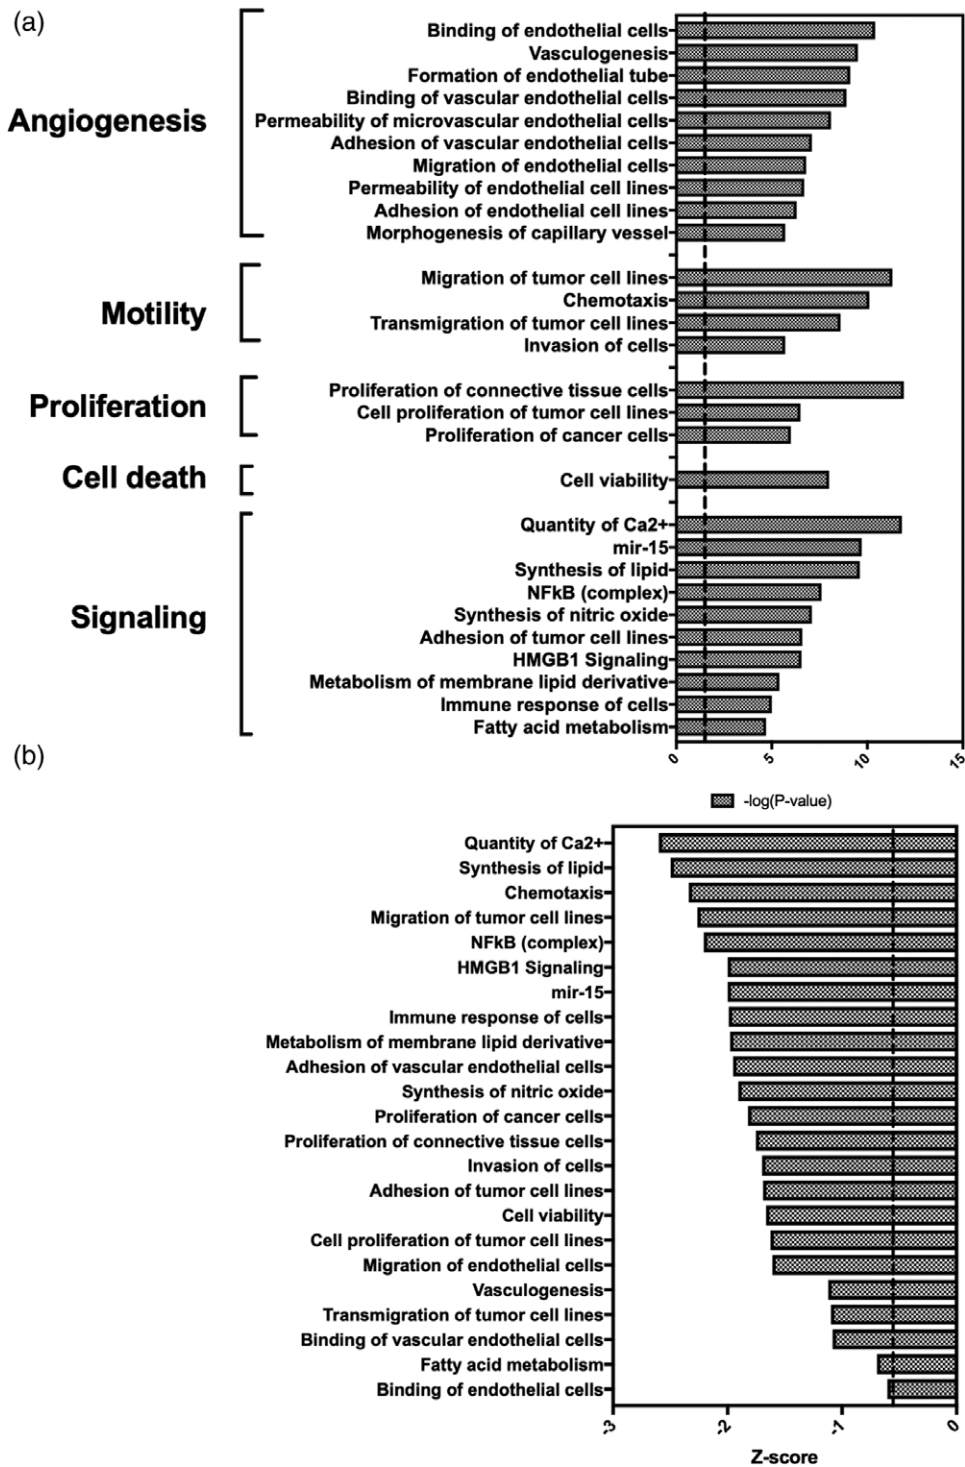 (a)
Angiogenesis
Binding of endothelial cells
Vasculogenesis
Formation of endothelial tube
Binding of vascular endothelial cells
Permeability of microvascular endothelial cells
Adhesion of vascular endothelial cells
Migration of endothelial cells
Permeability of endothelial cell lines
Adhesion of endothelial cell lines
Morphogenesis of capillary vessel
Motility
Migration of tumor cell lines
Chemotaxis
Transmigration of tumor cell lines
Invasion of cells
Proliferation
Proliferation of connective tissue cells
Cell proliferation of tumor cell lines
Proliferation of cancer cells
Cell death
Cell viability
Signaling
Quantity of Ca2+
mir-15
Synthesis of lipid
NFkB (complex)
Synthesis of nitric oxide
Adhesion of tumor cell lines
HMGB1 Signaling
Metabolism of membrane lipid derivative
Immune response of cells
Fatty acid metabolism
0 5 10 15
-log(P-value)
(b)
Quantity of Ca2+
Synthesis of lipid
Chemotaxis
Migration of tumor cell lines
NFkB (complex)
HMGB1 Signaling
mir-15
Immune response of cells
Metabolism of membrane lipid derivative
Adhesion of vascular endothelial cells
Synthesis of nitric oxide
Proliferation of cancer cells
Proliferation of connective tissue cells
Invasion of cells
Adhesion of tumor cell lines
Cell viability
Cell proliferation of tumor cell lines
Migration of endothelial cells
Vasculogenesis
Transmigration of tumor cell lines
Binding of vascular endothelial cells
Fatty acid metabolism
Binding of endothelial cells
-3 -2 -1 0
Z-score